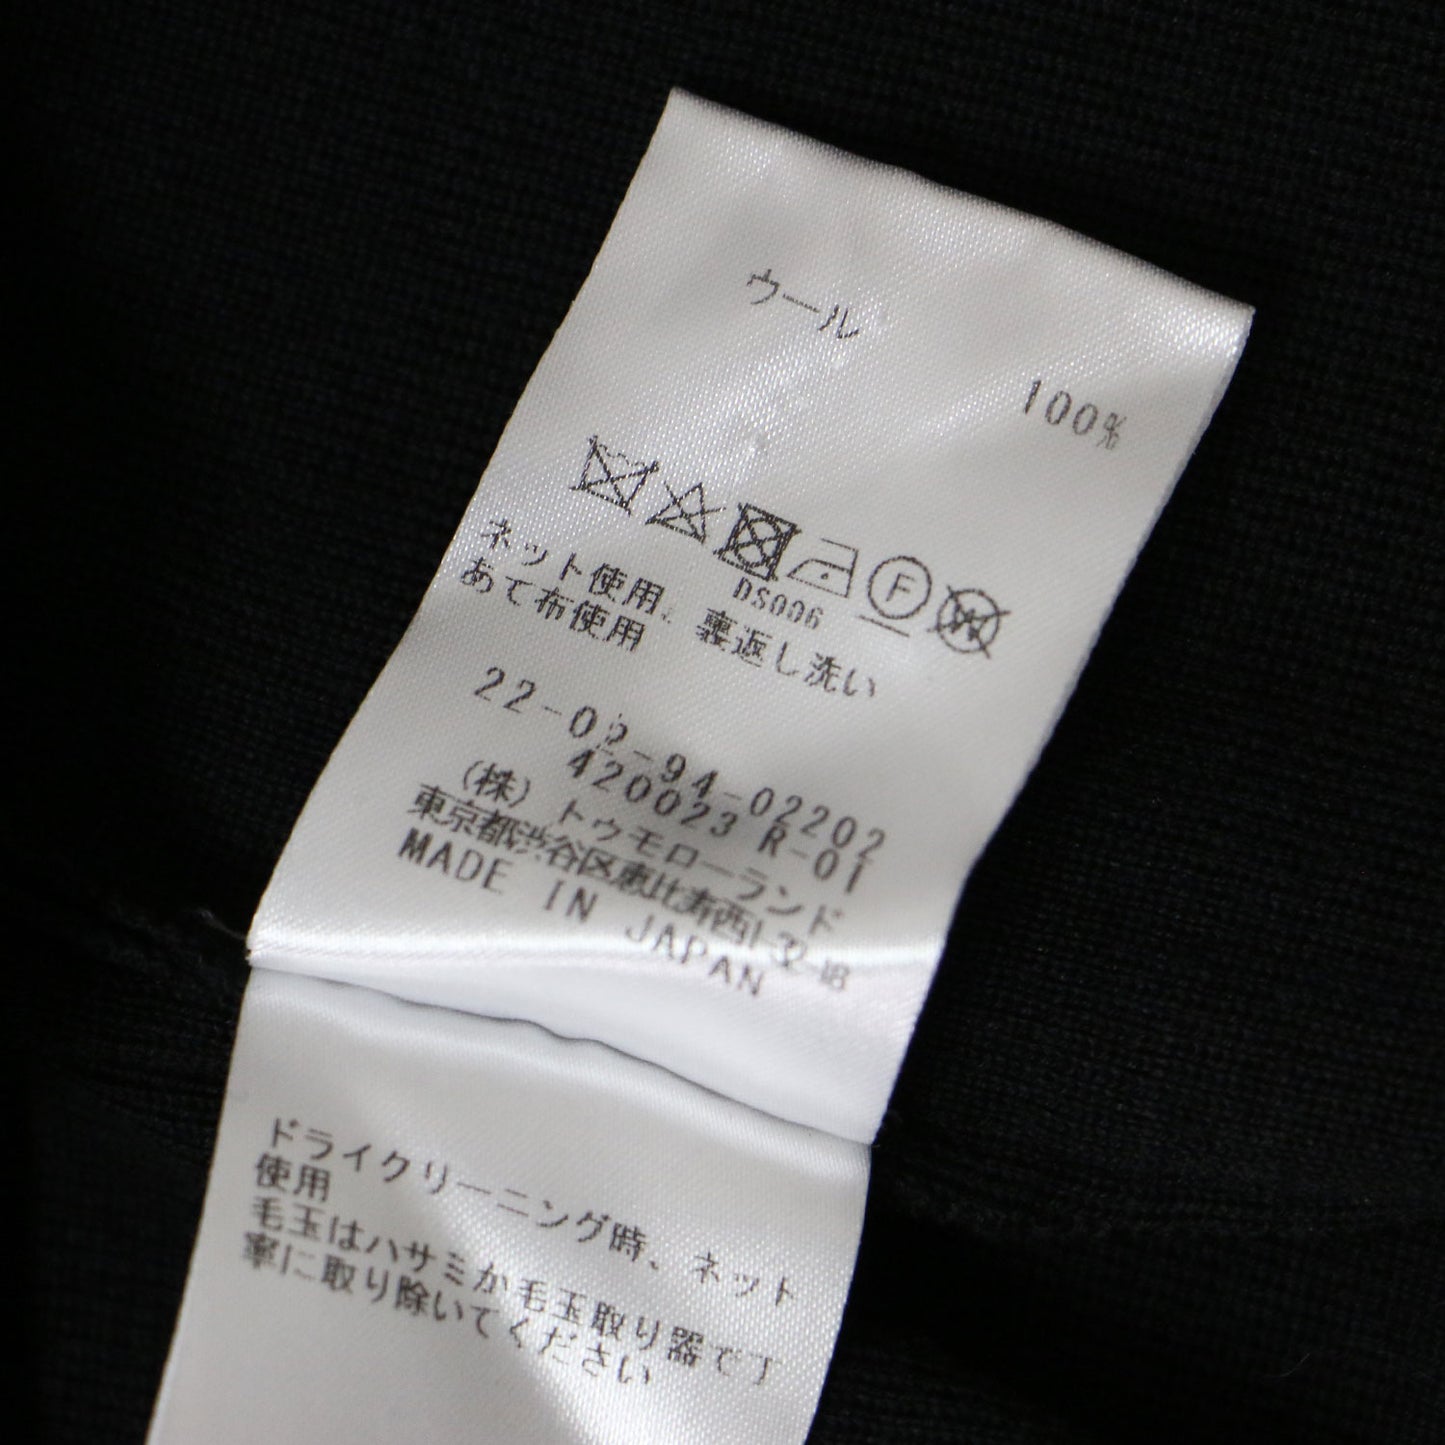 ウール
100%
F
W
DS006
ネット使用、裏返し洗い
あて布使用
22-02-94-02202
420023 R-01
(株) トウモローランド
東京都渋谷区恵比寿西1-32-18
MADE IN JAPAN
ドライクリーニング時、ネット
使用
毛玉はハサミか毛玉取り器で丁
寧に取り除いてください